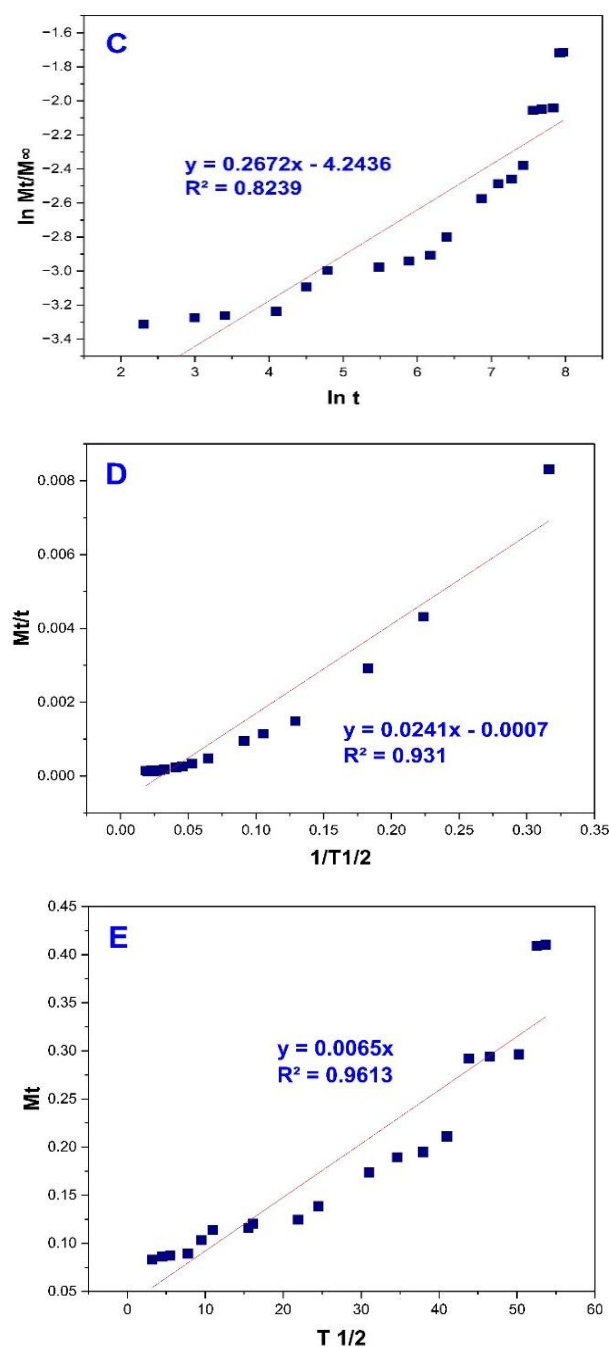 C
−1.6
−1.8
−2.0
−2.2
−2.4
−2.6
−2.8
−3.0
−3.2
−3.4
ln Mt/M∞
y = 0.2672x - 4.2436
R² = 0.8239
2 3 4 5 6 7 8
ln t
D
0.008
0.006
0.004
0.002
0.000
Mt/t
y = 0.0241x - 0.0007
R² = 0.931
0.00 0.05 0.10 0.15 0.20 0.25 0.30 0.35
1/T1/2
E
0.45
0.40
0.35
0.30
0.25
0.20
0.15
0.10
0.05
Mt
y = 0.0065x
R² = 0.9613
0 10 20 30 40 50 60
T 1/2